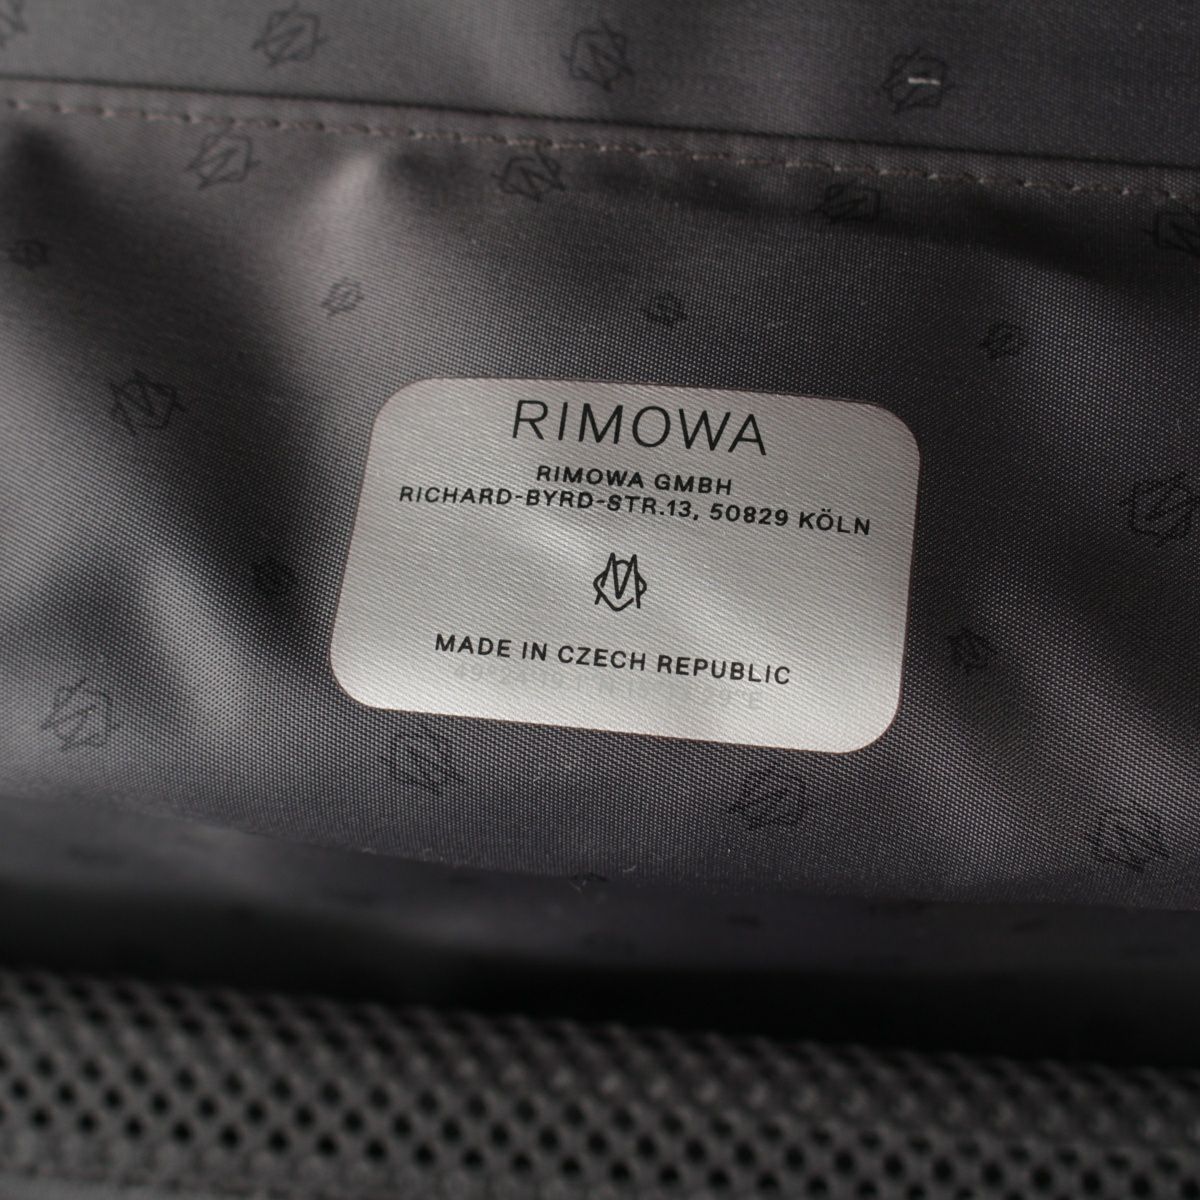 RIMOWA
RIMOWA GMBH
RICHARD-BYRD-STR.13, 50829 KÖLN
MADE IN CZECH REPUBLIC